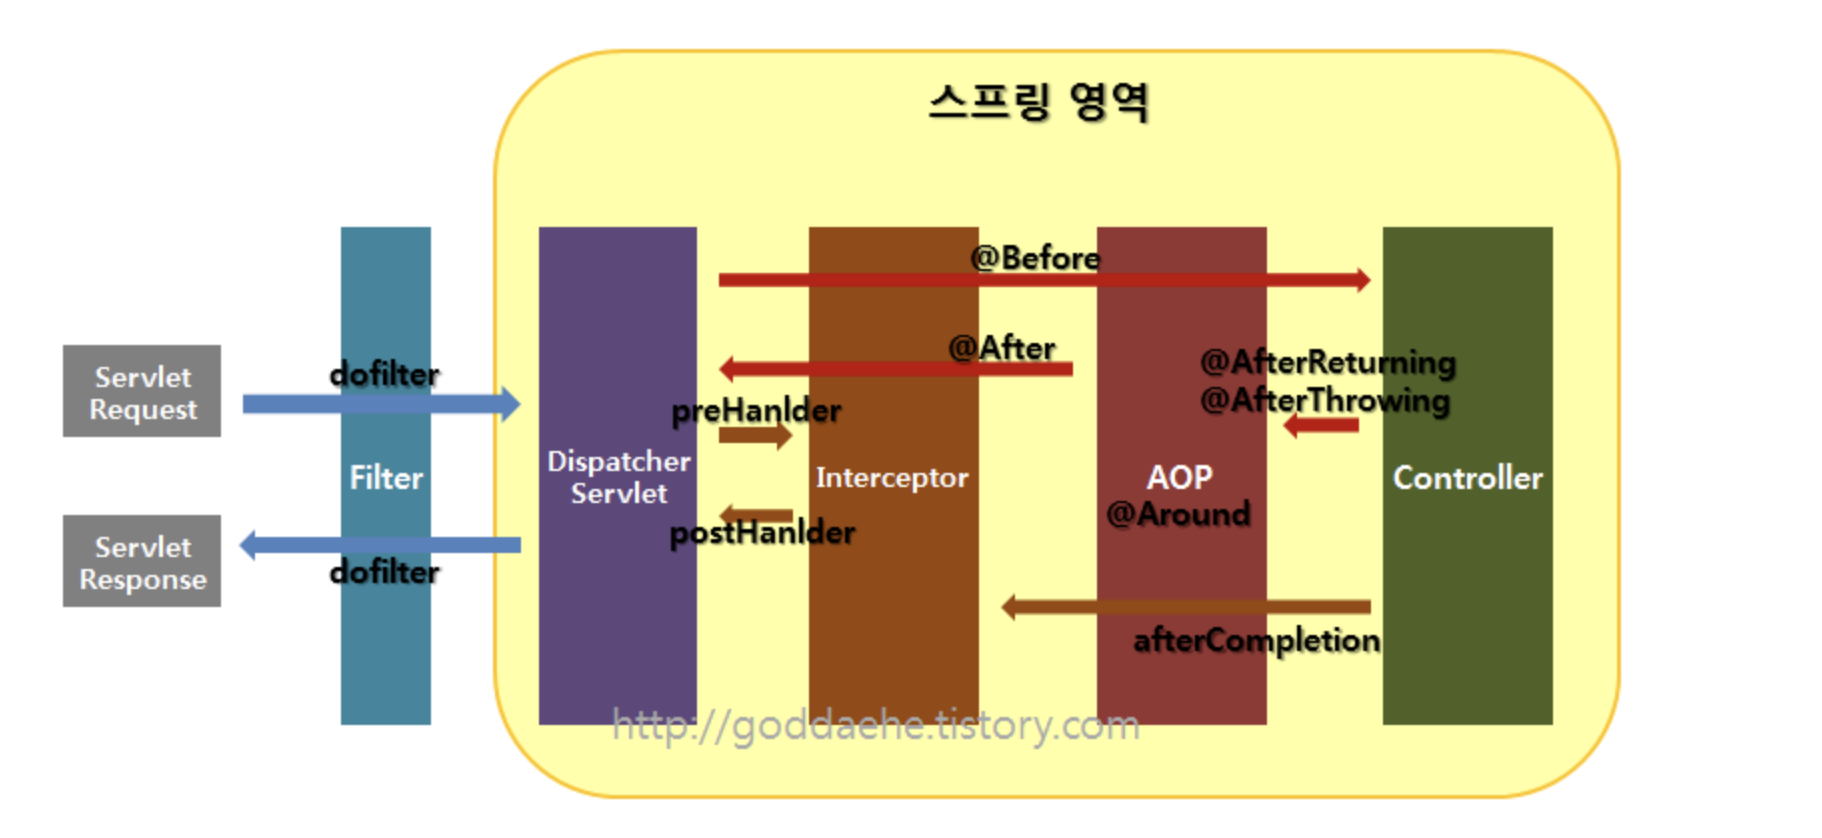 스프링 영역
@Before
@After
@AfterReturning
@AfterThrowing
Servlet
Request
dofilter
preHanlder
Filter
Dispatcher
Servlet
Interceptor
AOP
@Around
Controller
postHanlder
Servlet
Response
dofilter
afterCompletion
http://goddaehe.tistory.com